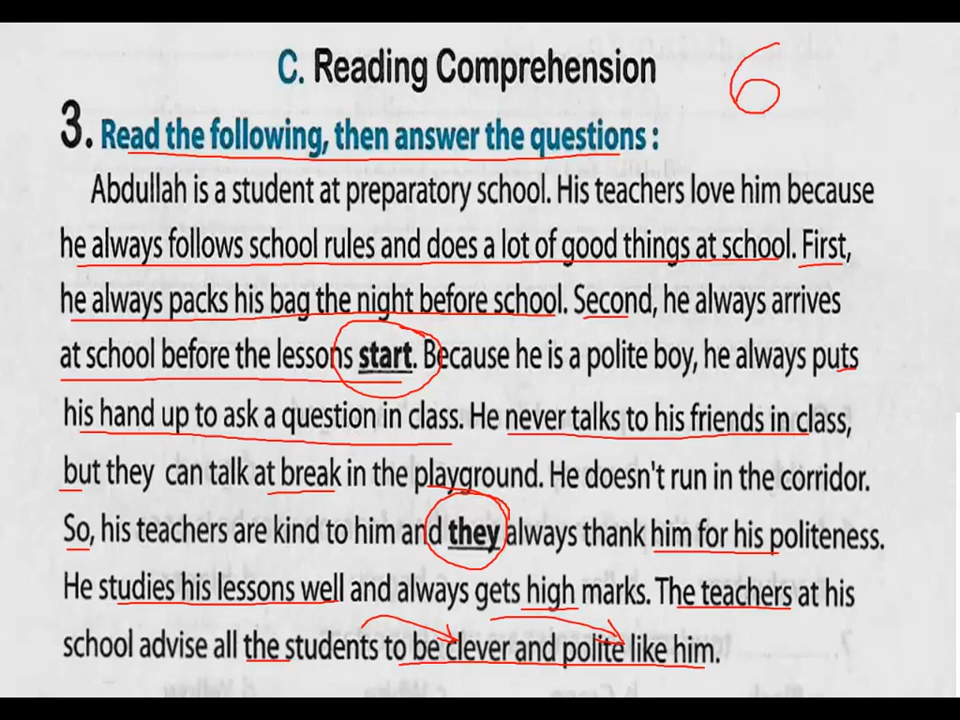 C. Reading Comprehension 6
3. Read the following, then answer the questions :
Abdullah is a student at preparatory school. His teachers love him because
he always follows school rules and does a lot of good things at school. First,
he always packs his bag the night before school. Second, he always arrives
at school before the lessons start. Because he is a polite boy, he always puts
his hand up to ask a question in class. He never talks to his friends in class,
but they can talk at break in the playground. He doesn't run in the corridor.
So, his teachers are kind to him and they always thank him for his politeness.
He studies his lessons well and always gets high marks. The teachers at his
school advise all the students to be clever and polite like him.